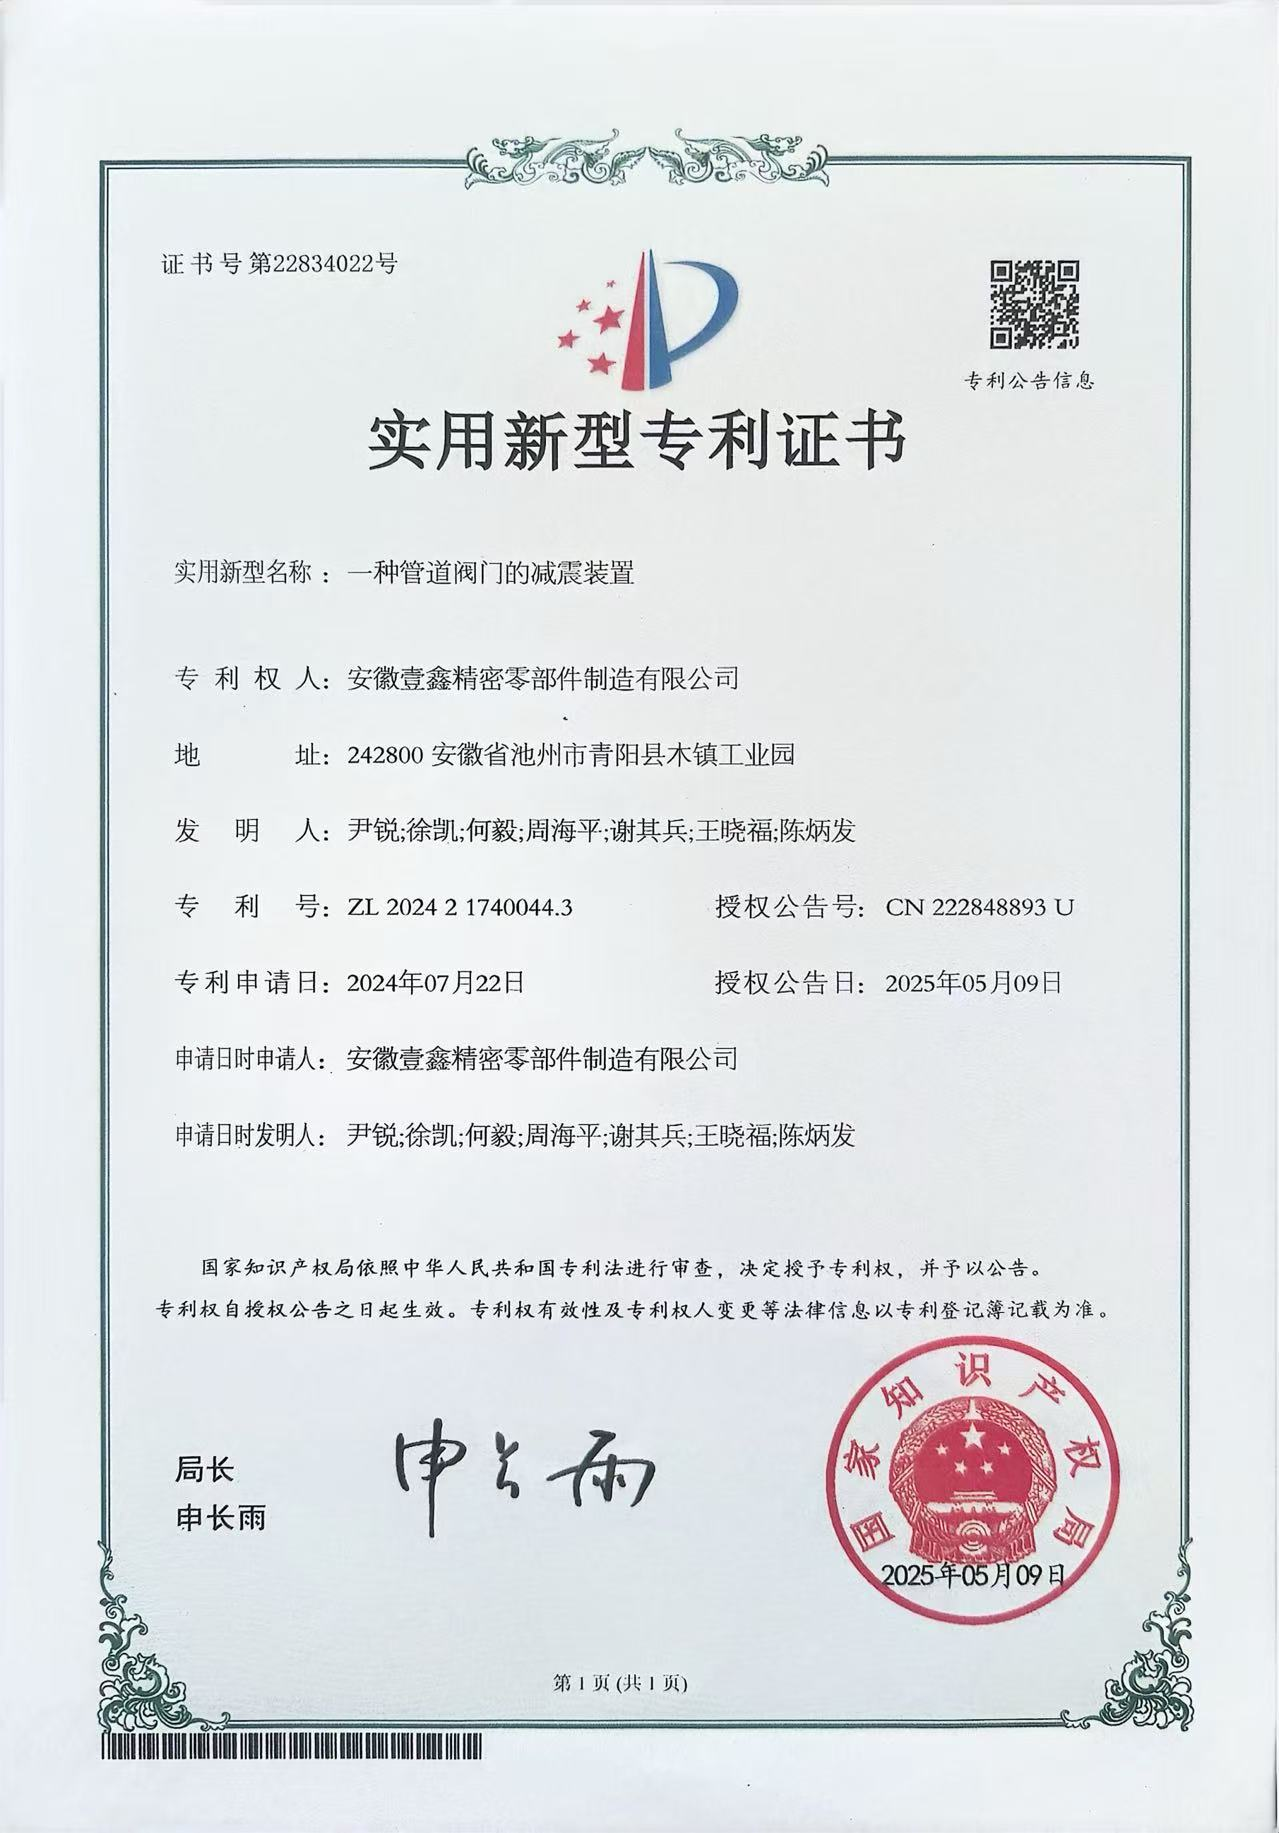 证书号第22834022号
专利公告信息
实用新型专利证书
实用新型名称：一种管道阀门的减震装置
专利权人：安徽壹鑫精密零部件制造有限公司
地址：242800 安徽省池州市青阳县木镇工业园
发明人：尹锐;徐凯;何毅;周海平;谢其兵;王晓福;陈炳发
专利号：ZL 2024 2 1740044.3 授权公告号：CN 222848893 U
专利申请日：2024年07月22日 授权公告日：2025年05月09日
申请日时申请人：安徽壹鑫精密零部件制造有限公司
申请日时发明人：尹锐;徐凯;何毅;周海平;谢其兵;王晓福;陈炳发
国家知识产权局依照中华人民共和国专利法进行审查，决定授予专利权，并予以公告。
专利权自授权公告之日起生效。专利权有效性及专利权人变更等法律信息以专利登记簿记载为准。
局长
申长雨
申长雨
国家知识产权局
2025年05月09日
第 1 页 (共 1 页)